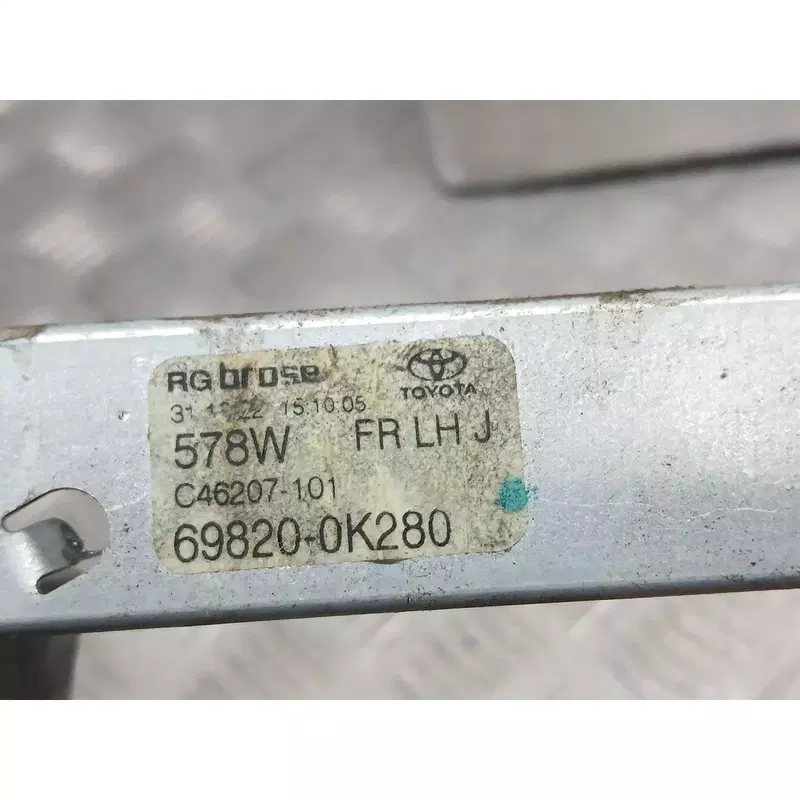 RG brose
TOYOTA
15:10:05
578W FR LH J
C46207-101
69820-0K280